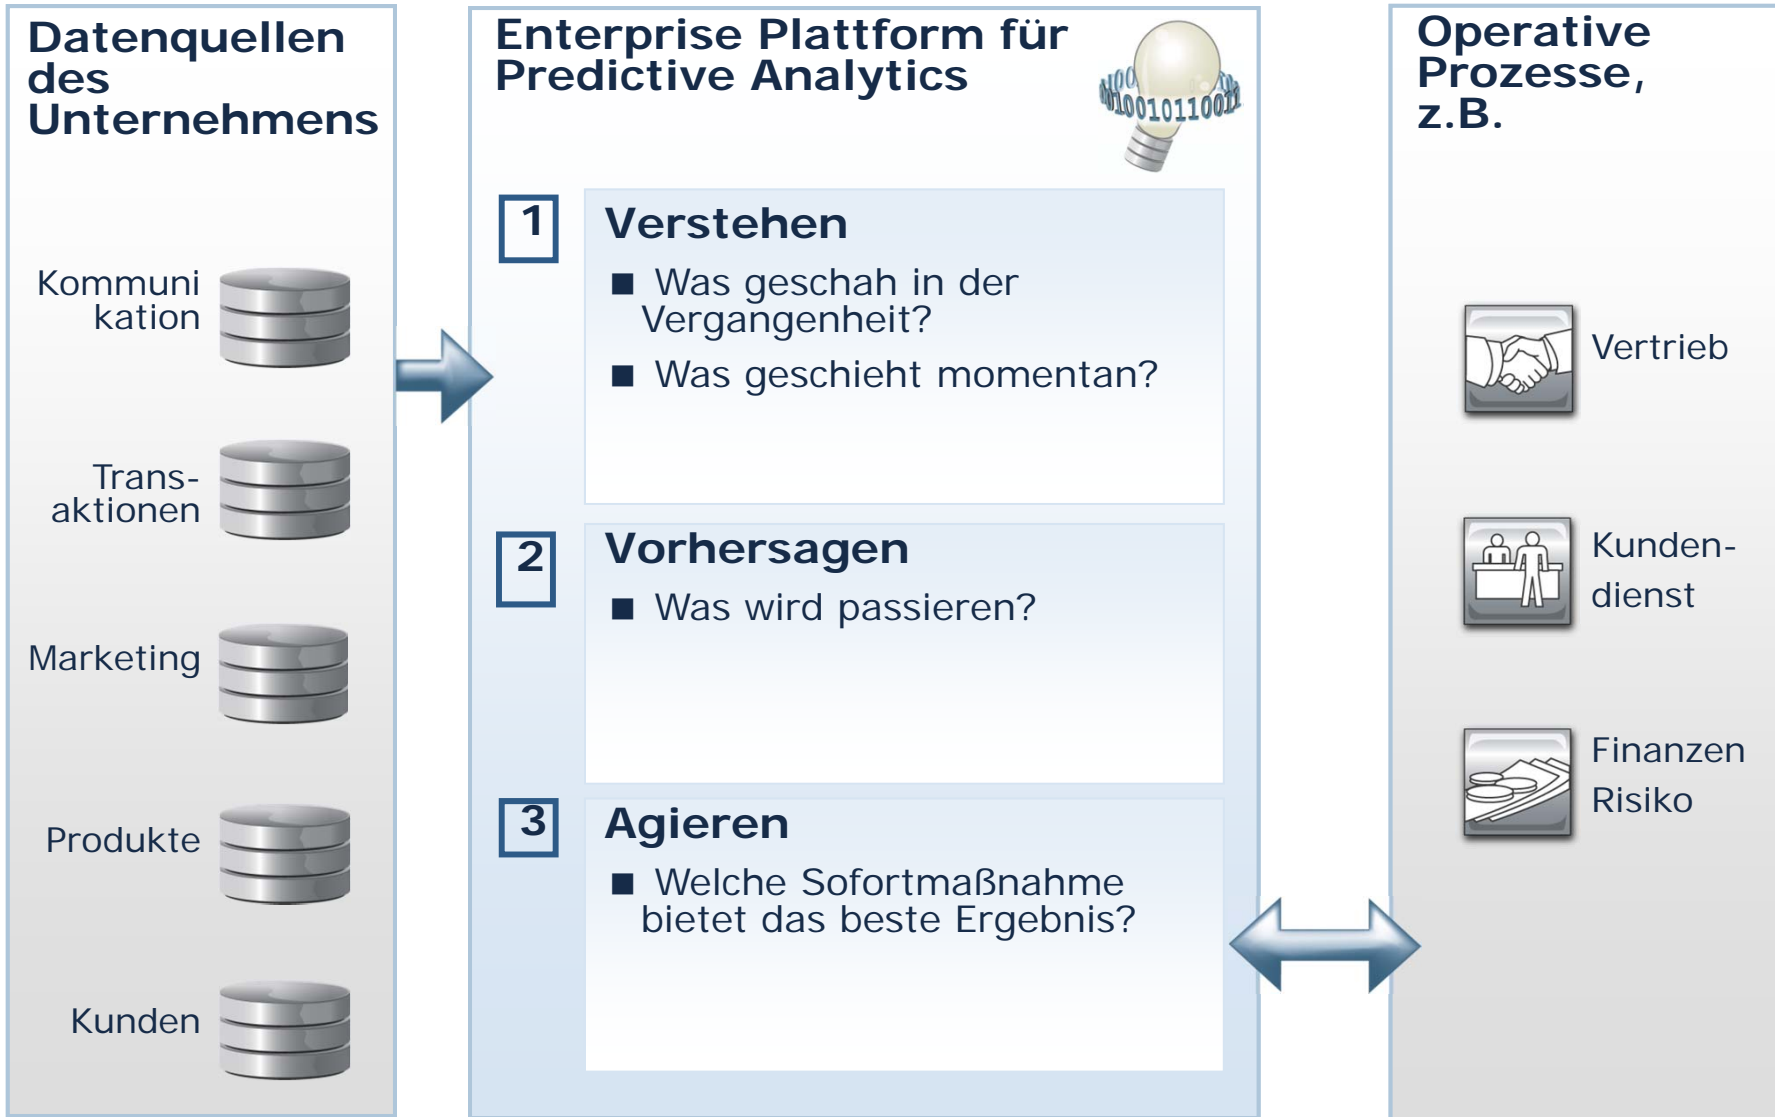 Datenquellen
des
Unternehmens
Kommuni
kation
Trans-
aktionen
Marketing
Produkte
Kunden
Enterprise Plattform für
Predictive Analytics
010010110011
1
Verstehen
■ Was geschah in der
Vergangenheit?
■ Was geschieht momentan?
2
Vorhersagen
■ Was wird passieren?
3
Agieren
■ Welche Sofortmaßnahme
bietet das beste Ergebnis?
Operative
Prozesse,
z.B.
Vertrieb
Kunden-
dienst
Finanzen
Risiko